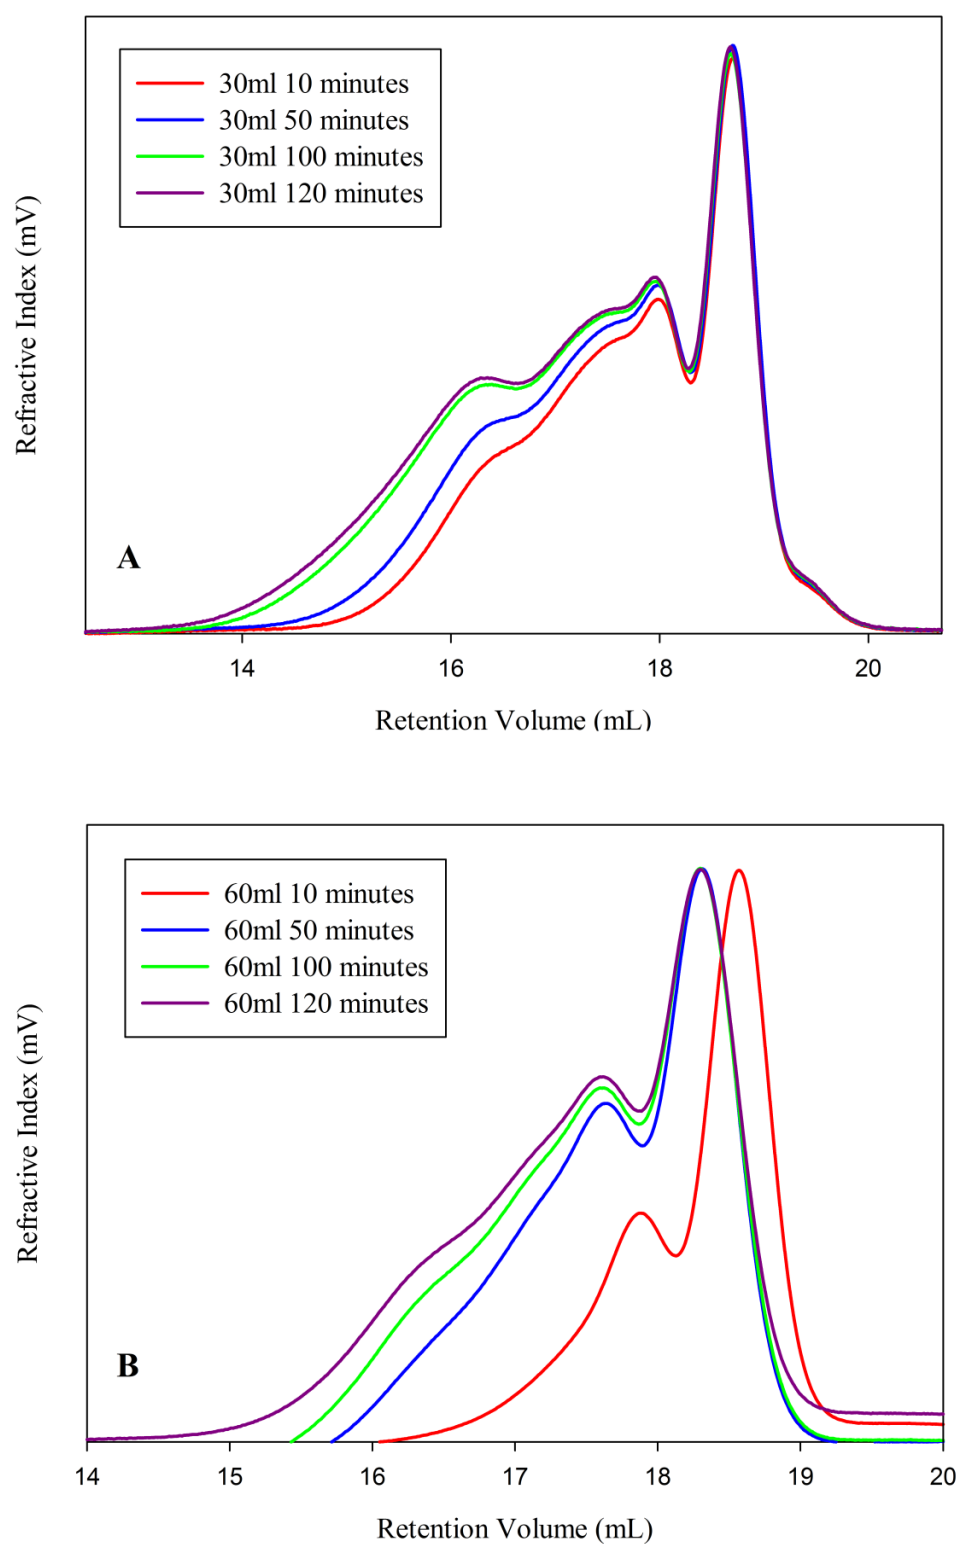 30ml 10 minutes
30ml 50 minutes
30ml 100 minutes
30ml 120 minutes
Refractive Index (mV)
A
14 16 18 20
Retention Volume (mL)
60ml 10 minutes
60ml 50 minutes
60ml 100 minutes
60ml 120 minutes
Refractive Index (mV)
B
14 15 16 17 18 19 20
Retention Volume (mL)